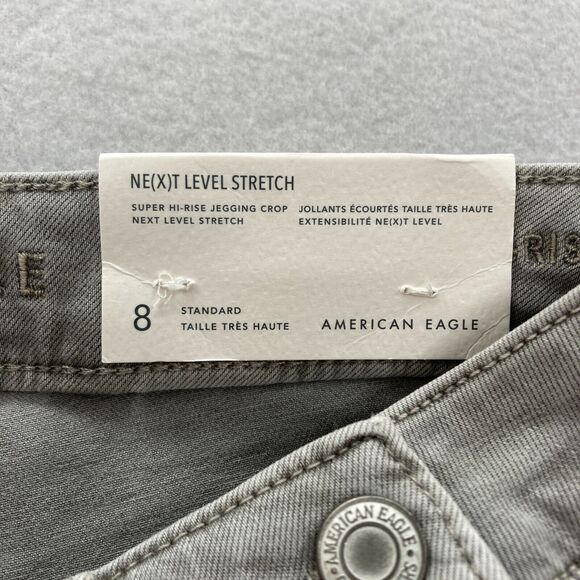 NE(X)T LEVEL STRETCH
SUPER HI-RISE JEGGING CROP
NEXT LEVEL STRETCH
JOLLANTS ÉCOURTÉS TAILLE TRÈS HAUTE
EXTENSIBILITÉ NE(X)T LEVEL
8
STANDARD
TAILLE TRÈS HAUTE
AMERICAN EAGLE
AMERICAN EAGLE